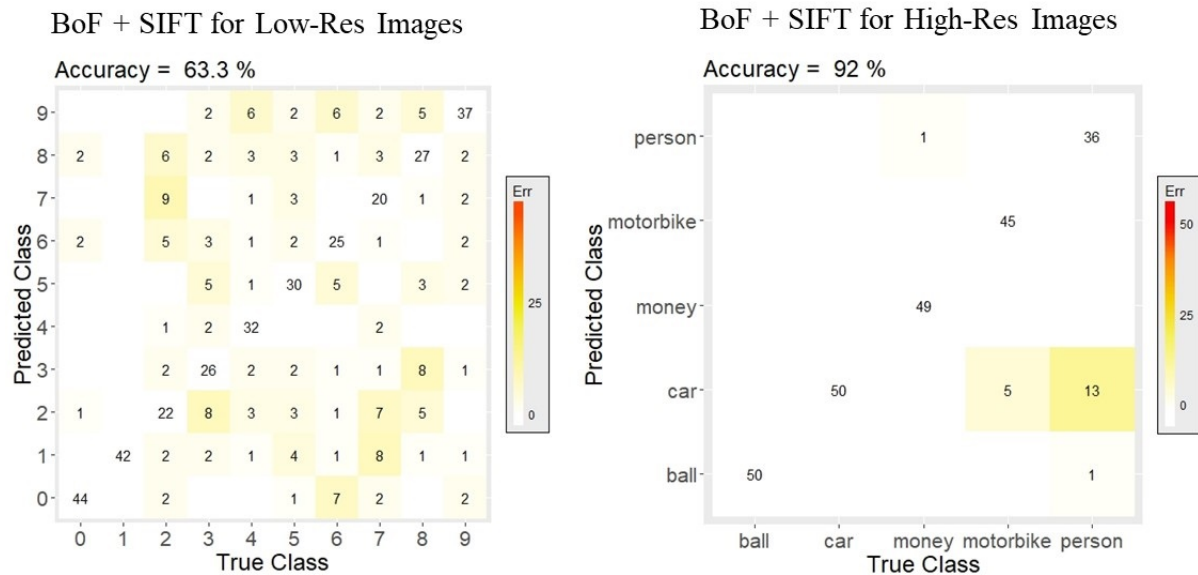 BoF + SIFT for Low-Res Images
Accuracy = 63.3 %
9 2 6 2 6 2 5 37
8 2 6 2 3 3 1 3 27 2
7 9 1 3 20 1 2
6 2 5 3 1 2 25 1 2
5 5 1 30 5 3 2
4 1 2 32 2
3 2 26 2 2 1 1 8 1
2 1 22 8 3 3 1 7 5
1 42 2 2 1 4 1 8 1 1
0 44 2 1 7 2 2
0 1 2 3 4 5 6 7 8 9
True Class
Predicted Class
Err
25
0
BoF + SIFT for High-Res Images
Accuracy = 92 %
person 1 36
motorbike 45
money 49
car 50 5 13
ball 50 1
ball car money motorbike person
True Class
Predicted Class
Err
50
25
0